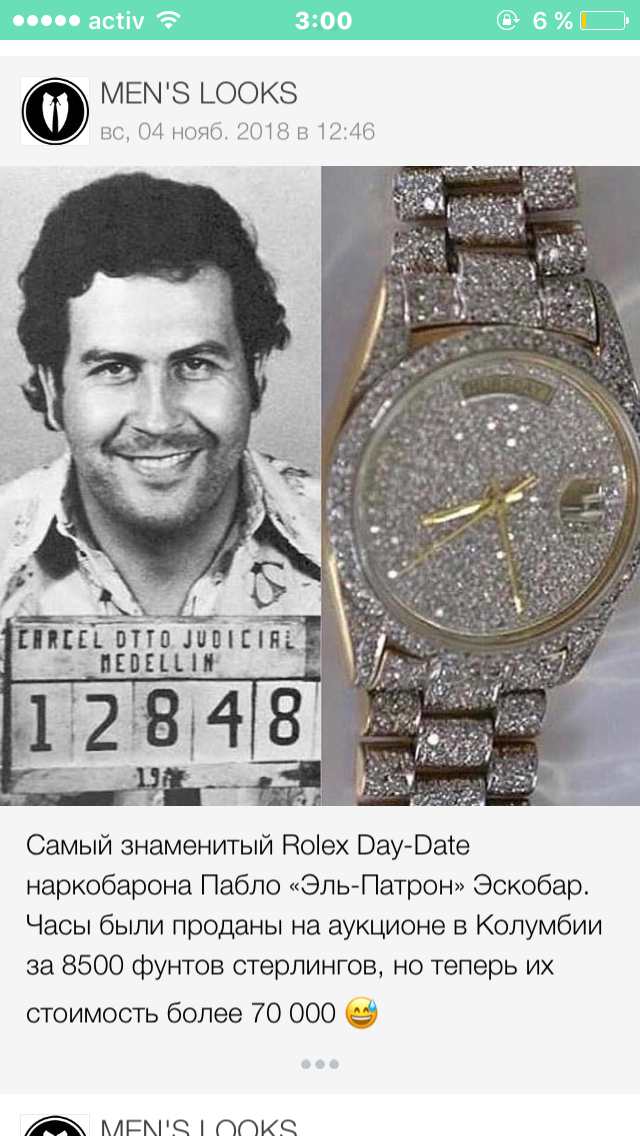 activ 3:00 6 %
MEN'S LOOKS
вс, 04 нояб. 2018 в 12:46
CARCEL DTTO JUDICIAL
MEDELLIN
12848
Самый знаменитый Rolex Day-Date
наркобарона Пабло «Эль-Патрон» Эскобар.
Часы были проданы на аукционе в Колумбии
за 8500 фунтов стерлингов, но теперь их
стоимость более 70 000 😅
MEN'S LOOKS